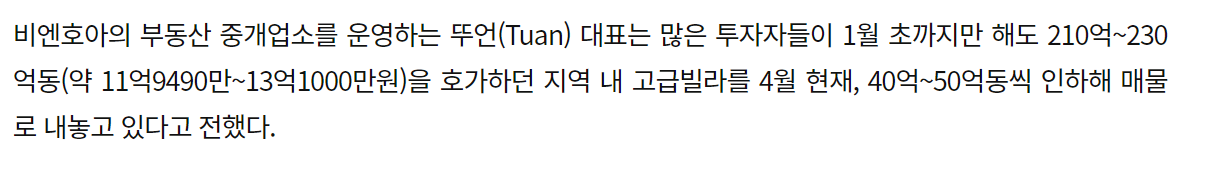 비엔호아의 부동산 중개업소를 운영하는 뚜언(Tuan) 대표는 많은 투자자들이 1월 초까지만 해도 210억~230
억동(약 11억9490만~13억1000만원)을 호가하던 지역 내 고급빌라를 4월 현재, 40억~50억동씩 인하해 매물
로 내놓고 있다고 전했다.